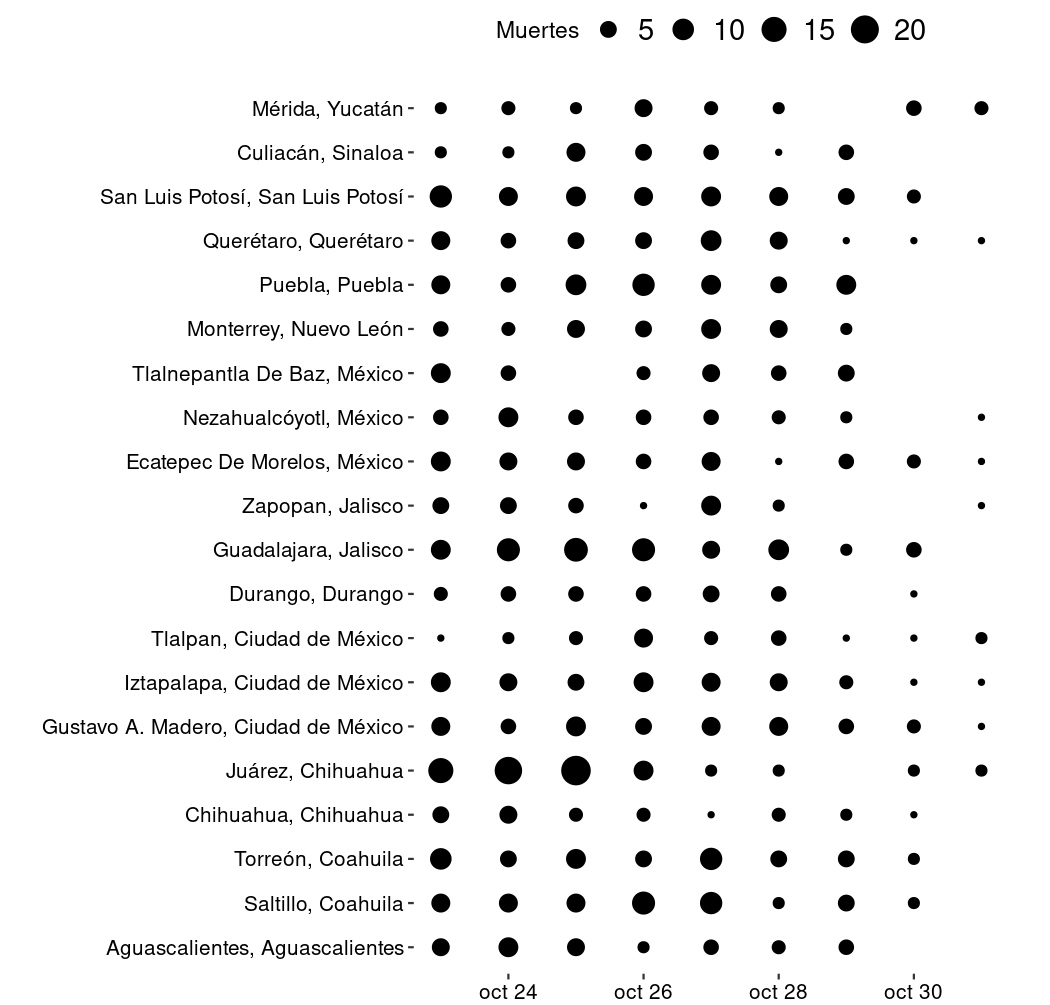 Muertes 5 10 15 20
Mérida, Yucatán
Culiacán, Sinaloa
San Luis Potosí, San Luis Potosí
Querétaro, Querétaro
Puebla, Puebla
Monterrey, Nuevo León
Tlalnepantla De Baz, México
Nezahualcóyotl, México
Ecatepec De Morelos, México
Zapopan, Jalisco
Guadalajara, Jalisco
Durango, Durango
Tlalpan, Ciudad de México
Iztapalapa, Ciudad de México
Gustavo A. Madero, Ciudad de México
Juárez, Chihuahua
Chihuahua, Chihuahua
Torreón, Coahuila
Saltillo, Coahuila
Aguascalientes, Aguascalientes
oct 24 oct 26 oct 28 oct 30